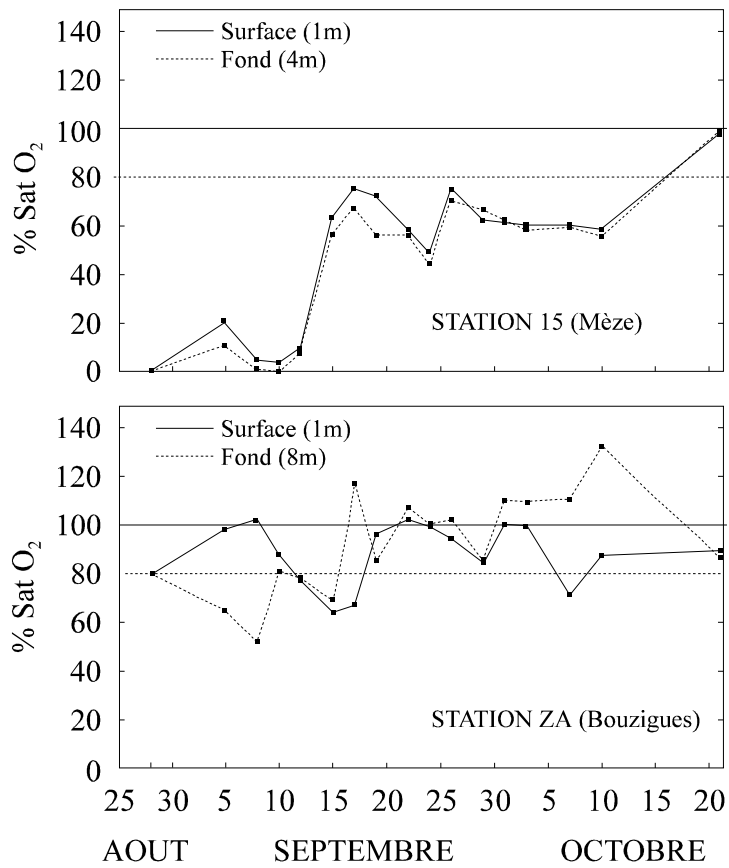 140
120
100
80
60
40
20
0
% Sat O2
Surface (1m)
Fond (4m)
STATION 15 (Mèze)
140
120
100
80
60
40
20
0
% Sat O2
Surface (1m)
Fond (8m)
STATION ZA (Bouzigues)
25 30 5 10 15 20 25 30 5 10 15 20
AOUT SEPTEMBRE OCTOBRE